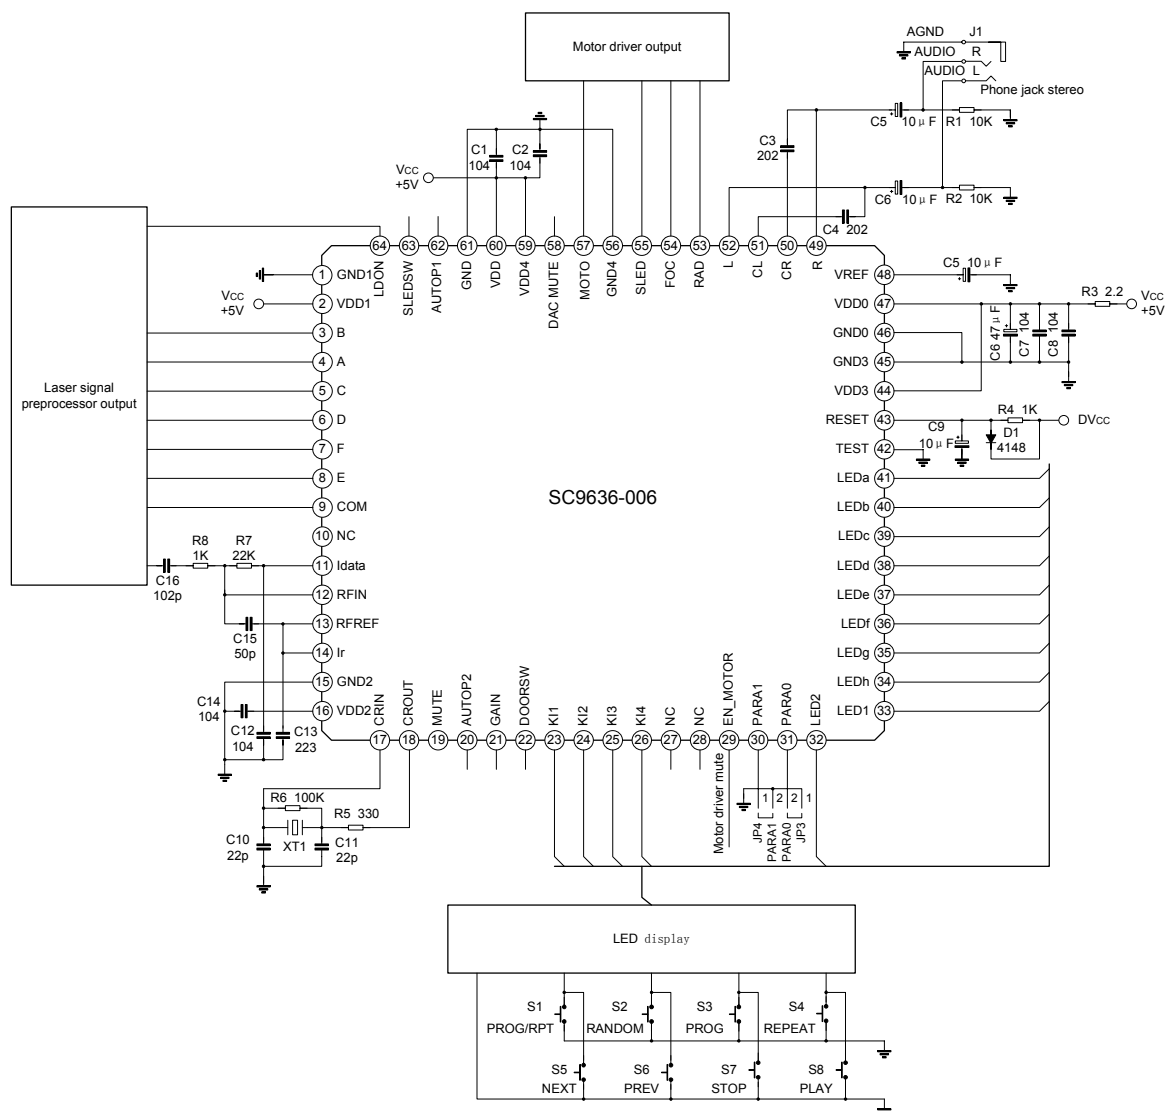 Motor driver output
AGND J1
AUDIO R
AUDIO L
Phone jack stereo
C5 10μF R1 10K
C3
202
C1
104
C2
104
Vcc
+5V
C6 10μF R2 10K
C4 202
64 63 62 61 60 59 58 57 56 55 54 53 52 51 50 49
LDON SLEDSW AUTOP1 GND VDD VDD4 DAC MUTE MOTO GND4 SLED FOC RAD L CL CR R
Laser signal
preprocessor output
1 GND1
Vcc
+5V
2 VDD1
3 B
4 A
5 C
6 D
7 F
8 E
9 COM
10 NC
11 Idata
12 RFIN
13 RFREF
14 Ir
15 GND2
16 VDD2
R8
1K
R7
22K
C16
102p
C15
50p
C14
104
C12
104
C13
223
SC9636-006
VREF 48
C5 10μF
VDD0 47
R3 2.2
Vcc
+5V
GND0 46
C6 47μF
C7 104
C8 104
GND3 45
VDD3 44
RESET 43
R4 1K
DVcc
C9
10μF
D1
4148
TEST 42
LEDa 41
LEDb 40
LEDc 39
LEDd 38
LEDe 37
LEDf 36
LEDg 35
LEDh 34
LED1 33
CRIN CROUT MUTE AUTOP2 GAIN DOORSW KI1 KI2 KI3 KI4 NC NC EN_MOTOR PARA1 PARA0 LED2
17 18 19 20 21 22 23 24 25 26 27 28 29 30 31 32
R6 100K
R5 330
XT1
C10
22p
C11
22p
Motor driver mute
1 2 2 1
JP4
PARA1
PARA0
JP3
LED display
S1
PROG/RPT
S2
RANDOM
S3
PROG
S4
REPEAT
S5
NEXT
S6
PREV
S7
STOP
S8
PLAY